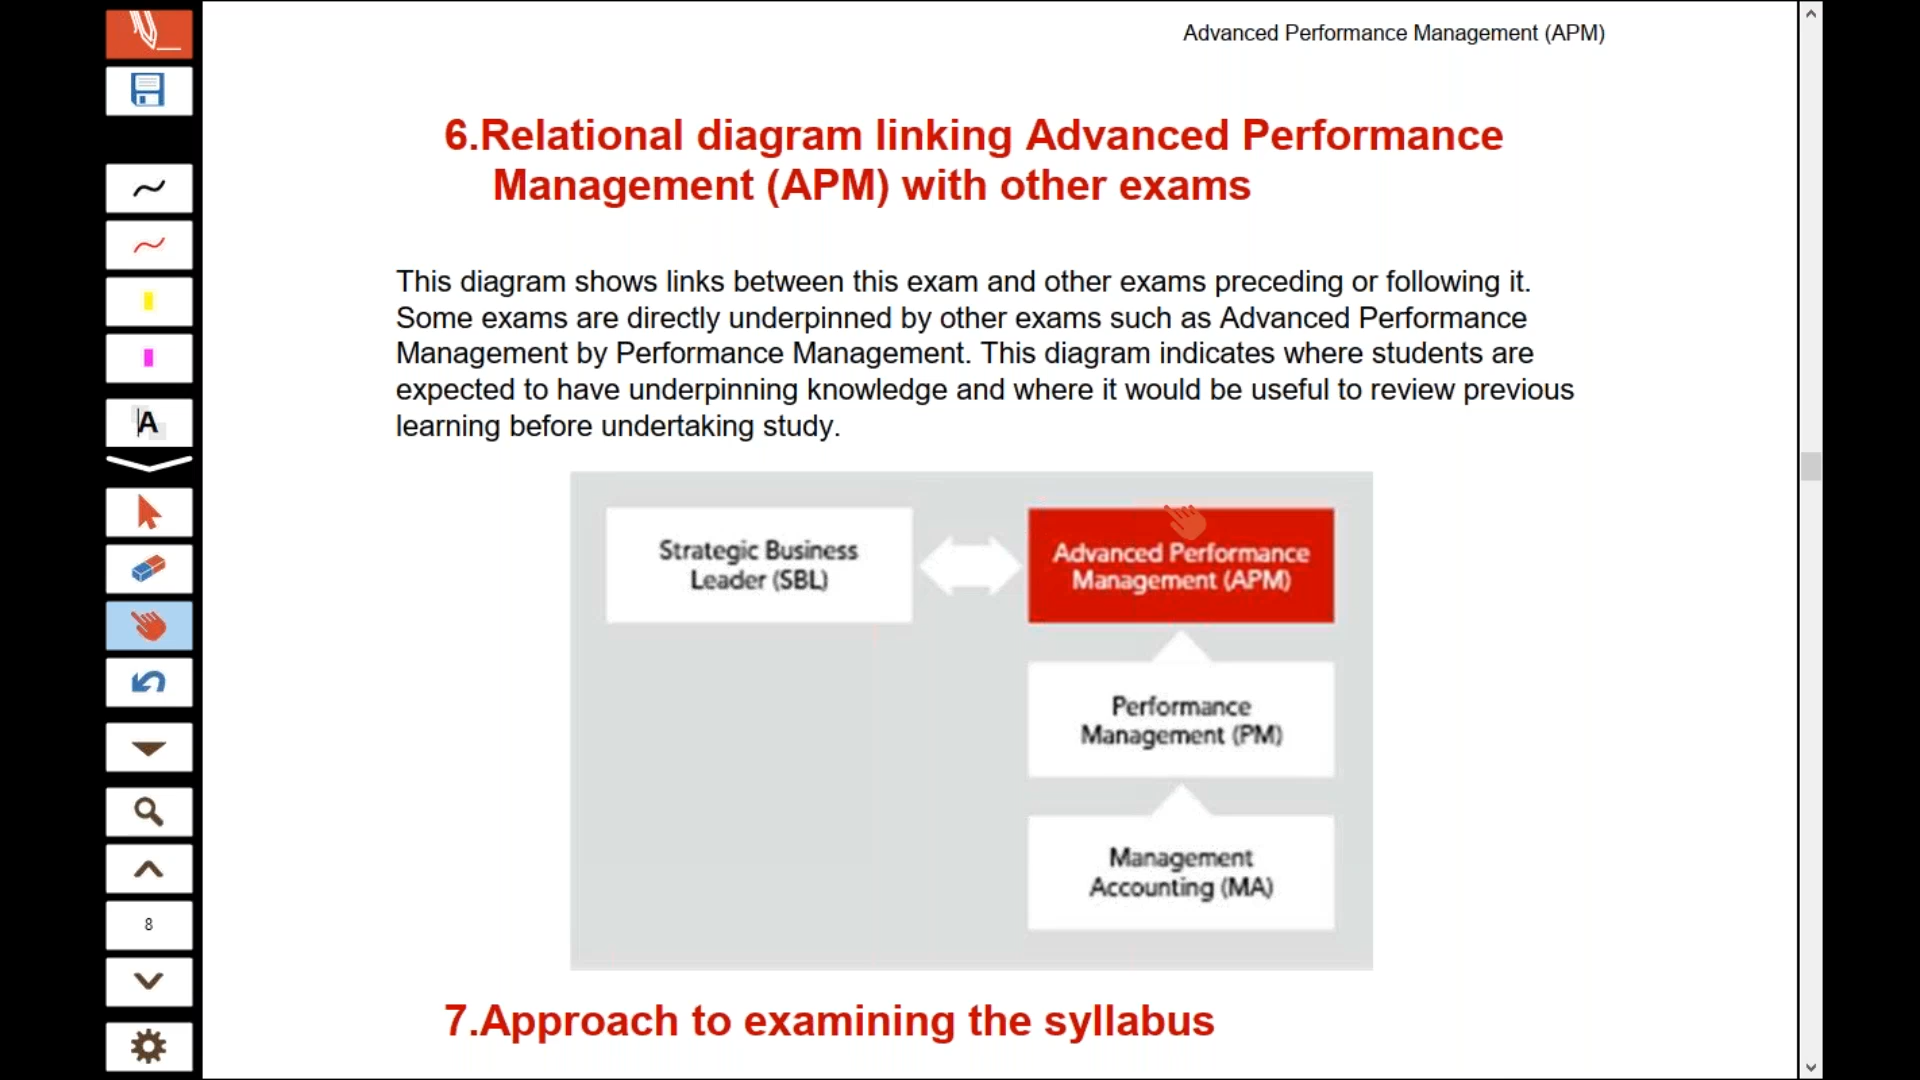 Advanced Performance Management (APM)
6.Relational diagram linking Advanced Performance
Management (APM) with other exams
This diagram shows links between this exam and other exams preceding or following it.
Some exams are directly underpinned by other exams such as Advanced Performance
Management by Performance Management. This diagram indicates where students are
expected to have underpinning knowledge and where it would be useful to review previous
learning before undertaking study.
Strategic Business
Leader (SBL)
Advanced Performance
Management (APM)
Performance
Management (PM)
Management
Accounting (MA)
7.Approach to examining the syllabus
A
8